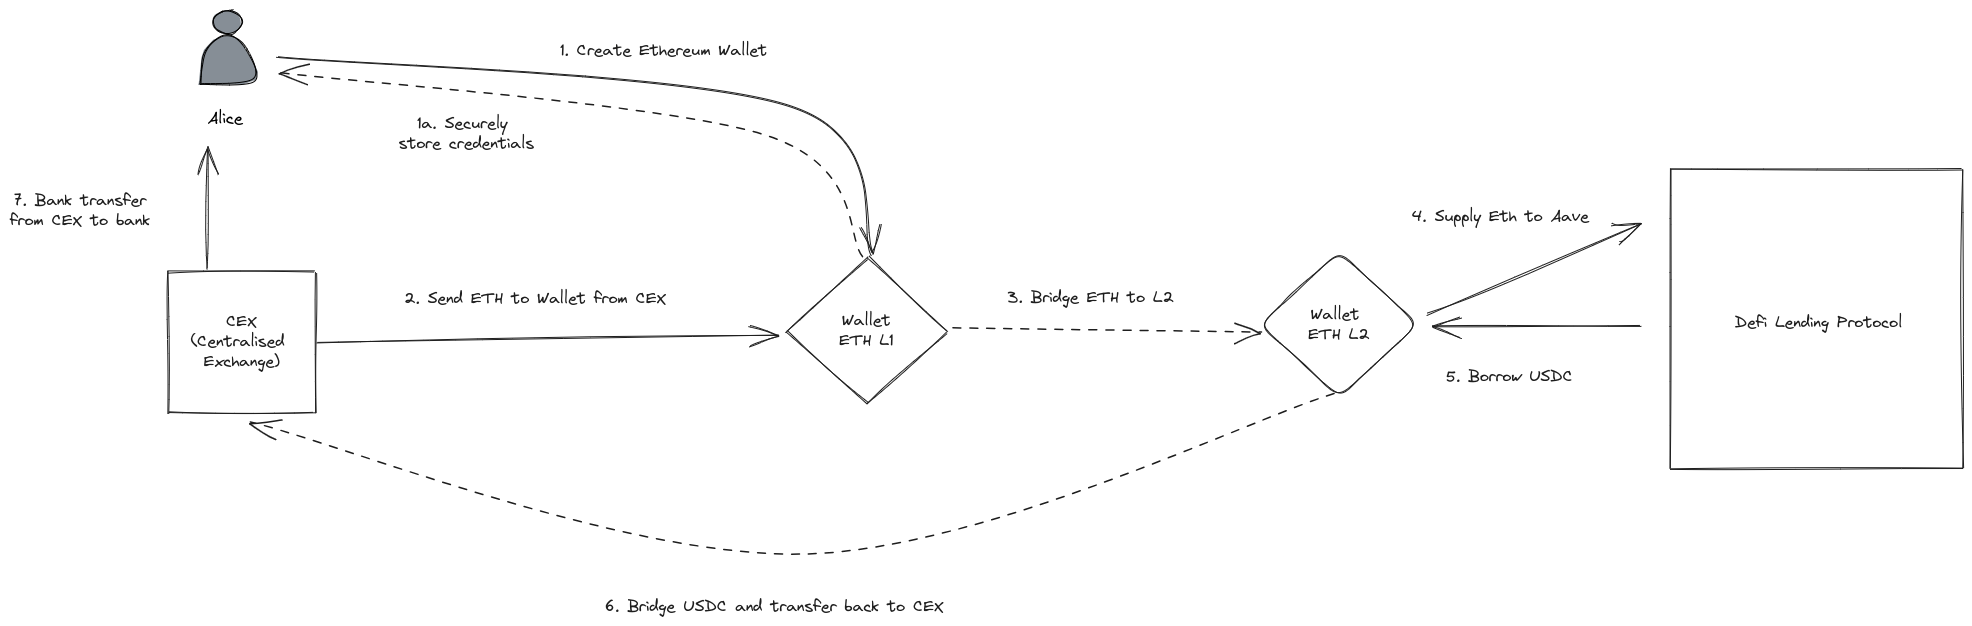 1. Create Ethereum Wallet
Alice
1a. Securely
store credentials
7. Bank transfer
from CEX to bank
4. Supply Eth to Aave
2. Send ETH to Wallet from CEX
3. Bridge ETH to L2
CEX
(Centralised
Exchange)
Wallet
ETH L1
Wallet
ETH L2
Defi Lending Protocol
5. Borrow USDC
6. Bridge USDC and transfer back to CEX